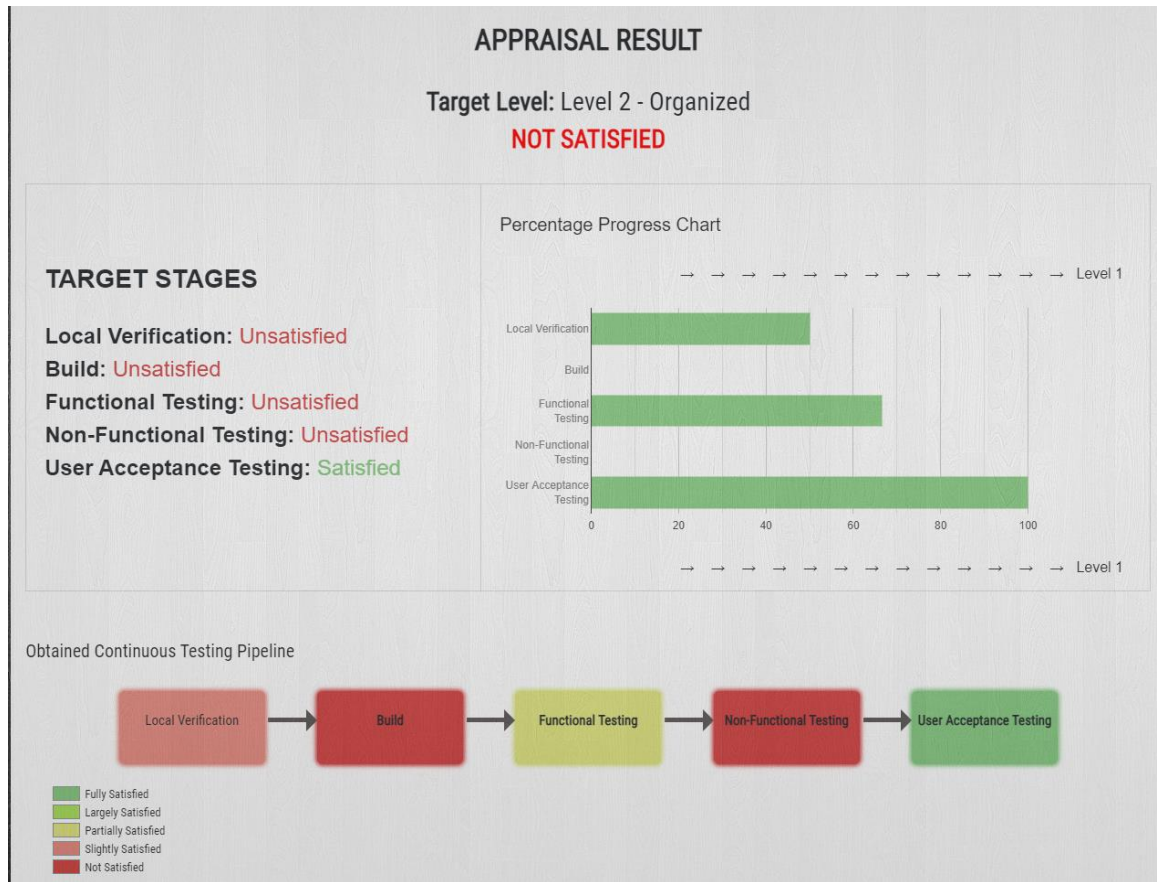 APPRAISAL RESULT
Target Level: Level 2 - Organized
NOT SATISFIED
TARGET STAGES
Local Verification: Unsatisfied
Build: Unsatisfied
Functional Testing: Unsatisfied
Non-Functional Testing: Unsatisfied
User Acceptance Testing: Satisfied
Percentage Progress Chart
→ → → → → → → → → → → → → Level 1
Local Verification
Build
Functional
Testing
Non-Functional
Testing
User Acceptance
Testing
0 20 40 60 80 100
→ → → → → → → → → → → → → Level 1
Obtained Continuous Testing Pipeline
Local Verification
Build
Functional Testing
Non-Functional Testing
User Acceptance Testing
Fully Satisfied
Largely Satisfied
Partially Satisfied
Slightly Satisfied
Not Satisfied